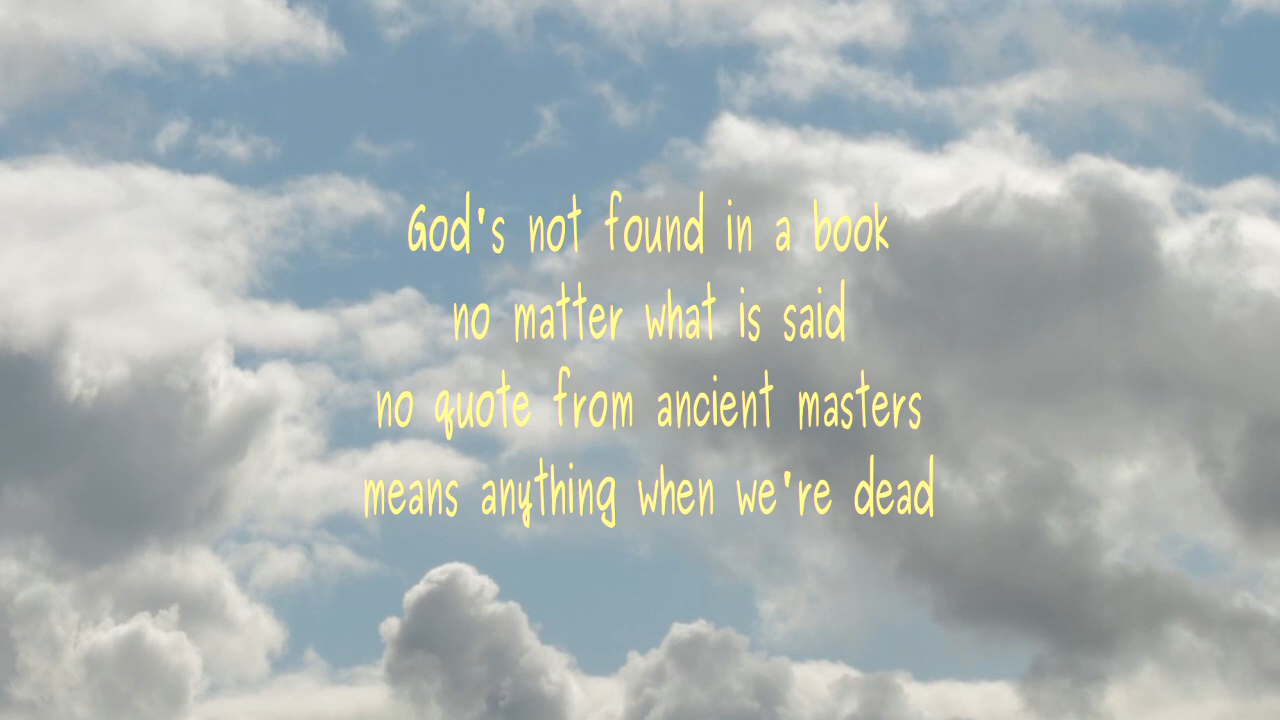 God's not found in a book
no matter what is said
no quote from ancient masters
means anything when we're dead